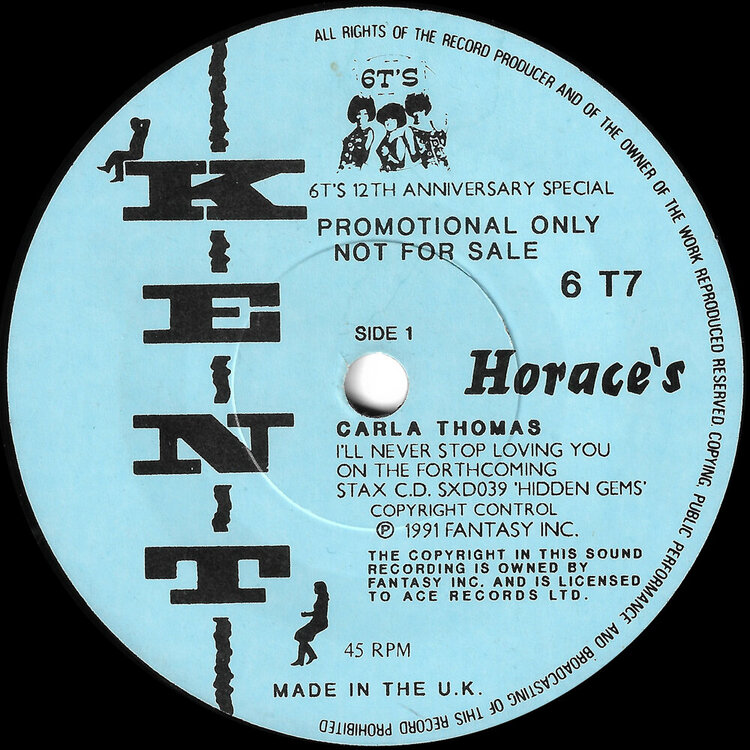 ALL RIGHTS OF THE RECORD PRODUCER AND OF THE OWNER OF THE WORK REPRODUCED RESERVED. COPYING, PUBLIC PERFORMANCE AND BROADCASTING OF THIS RECORD PROHIBITED
6T'S
6T'S 12TH ANNIVERSARY SPECIAL
PROMOTIONAL ONLY
NOT FOR SALE
6 T7
KENT
SIDE 1
Horace's
CARLA THOMAS
I'LL NEVER STOP LOVING YOU
ON THE FORTHCOMING
STAX C.D. SXD039 'HIDDEN GEMS'
COPYRIGHT CONTROL
℗ 1991 FANTASY INC.
THE COPYRIGHT IN THIS SOUND
RECORDING IS OWNED BY
FANTASY INC. AND IS LICENSED
TO ACE RECORDS LTD.
45 RPM
MADE IN THE U.K.